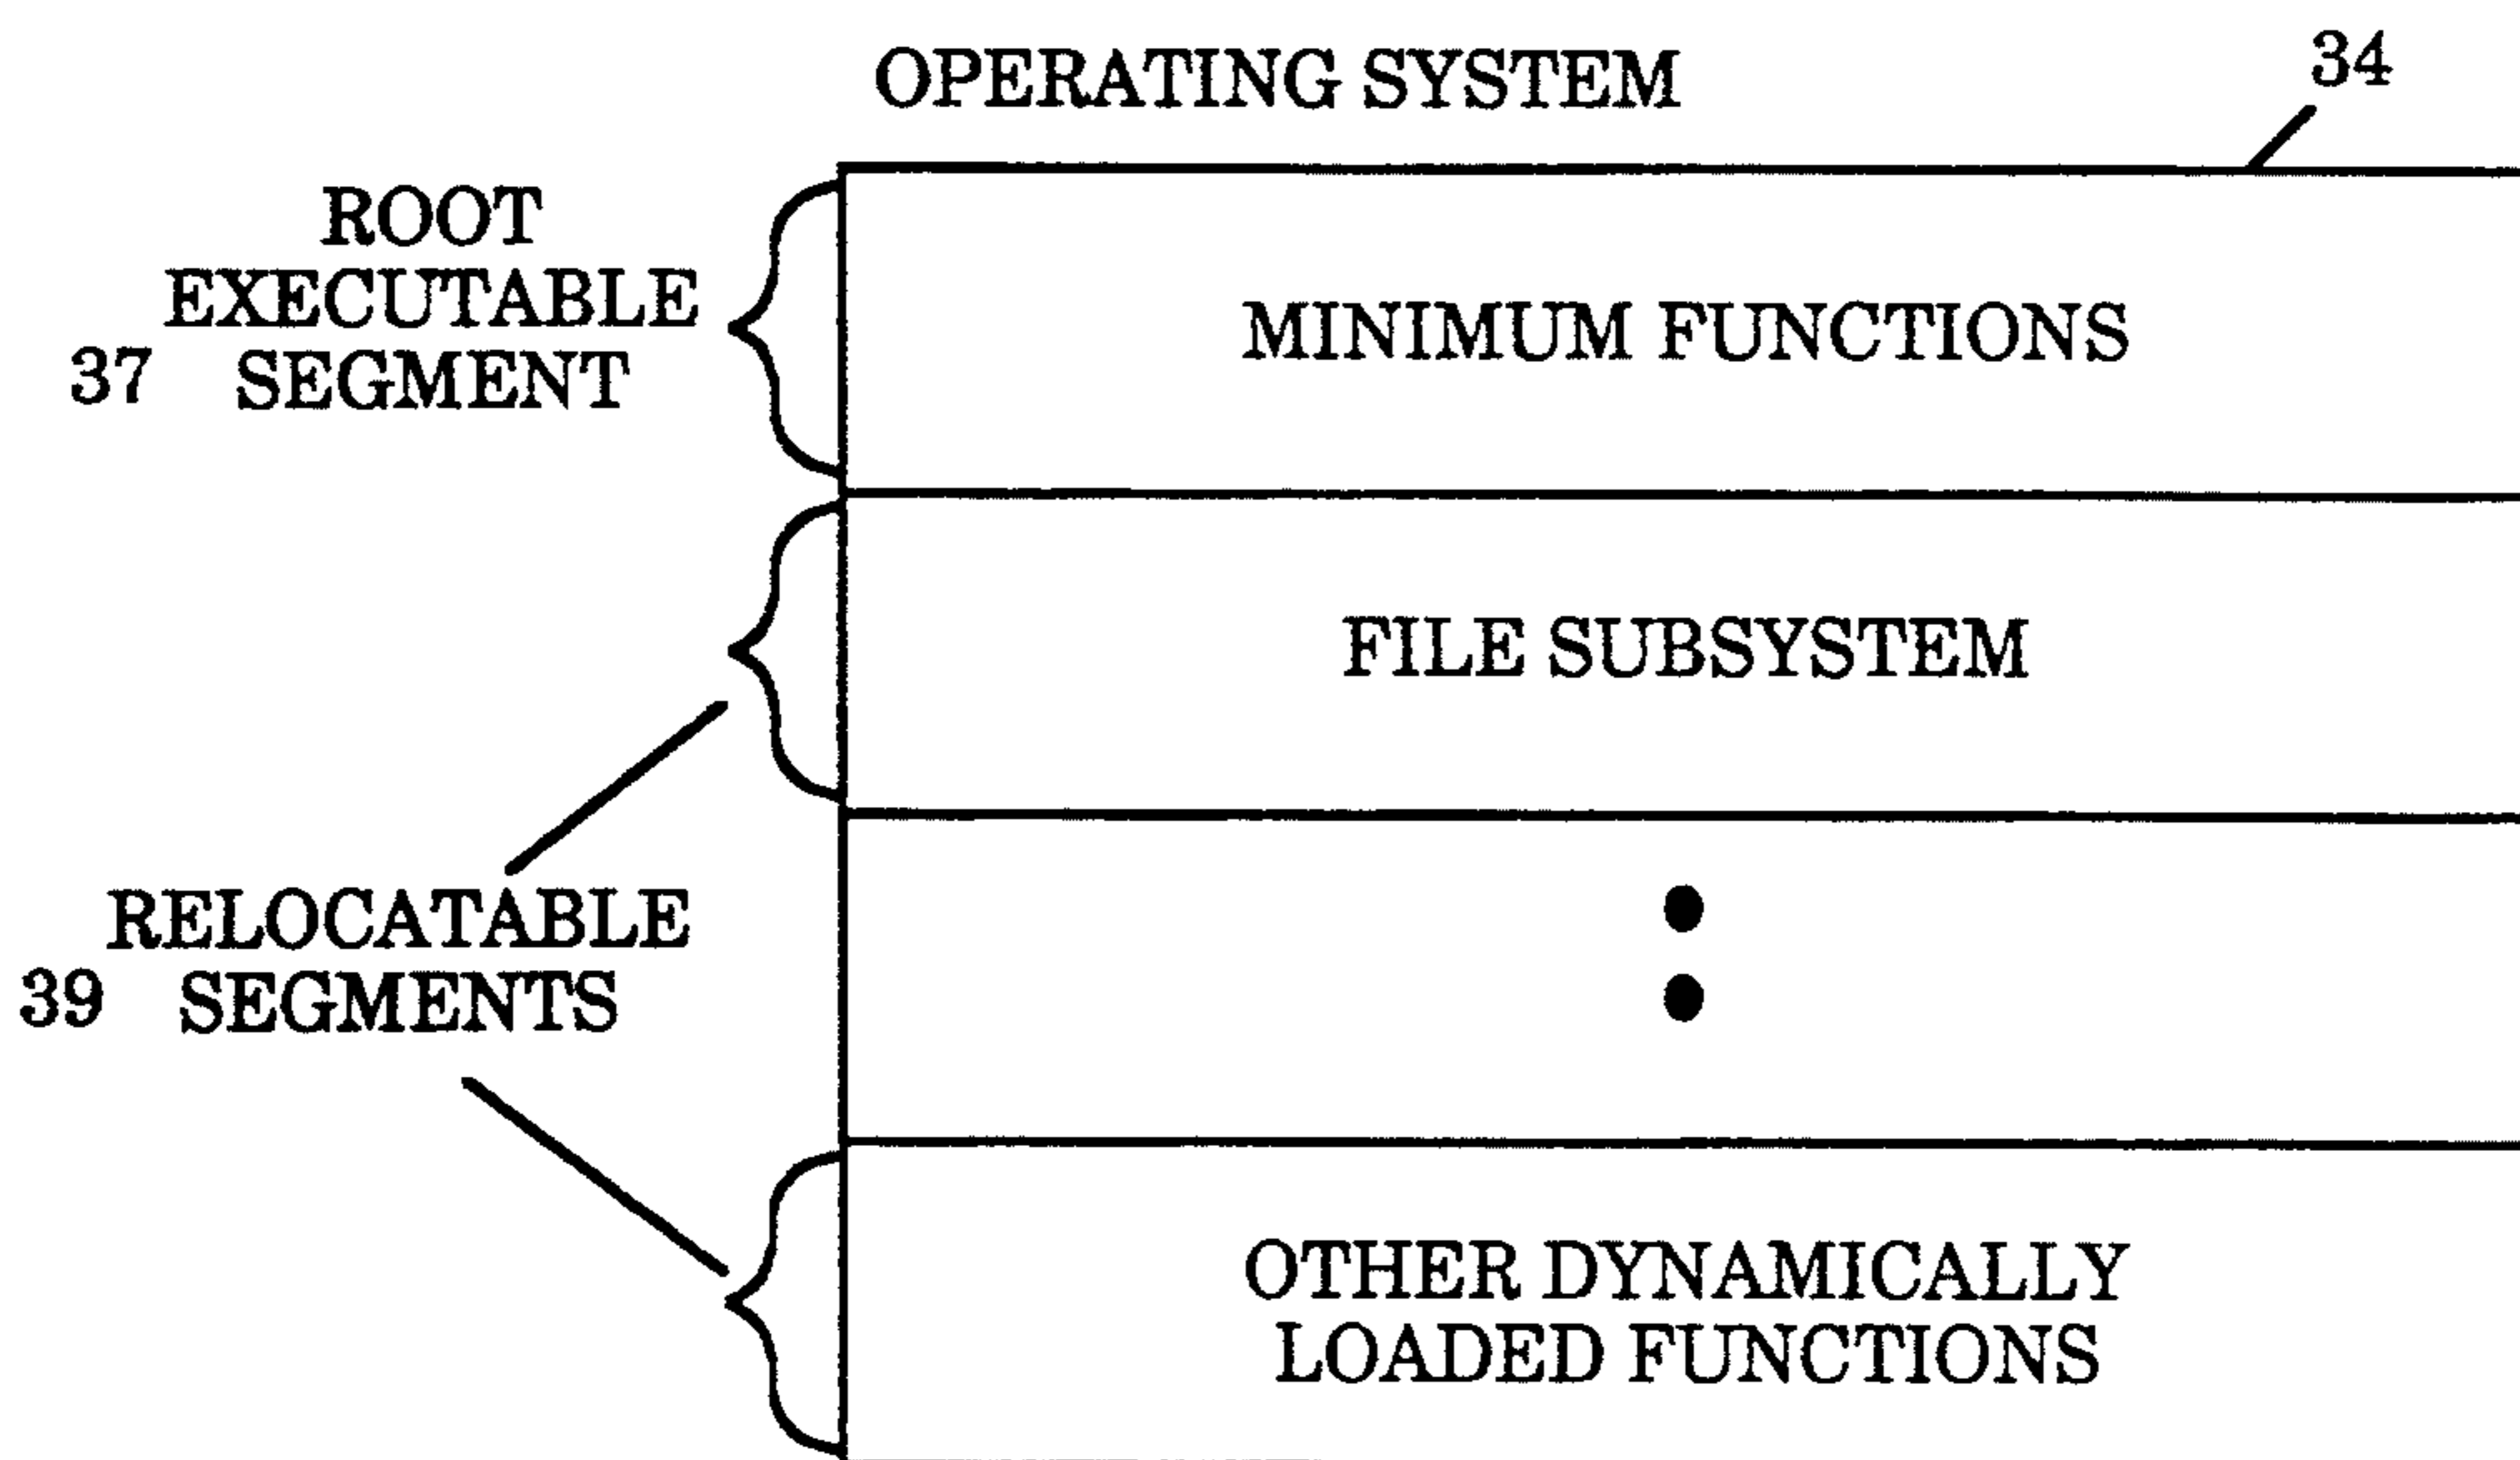 OPERATING SYSTEM
34
ROOT
EXECUTABLE
37 SEGMENT
MINIMUM FUNCTIONS
FILE SUBSYSTEM
RELOCATABLE
39 SEGMENTS
OTHER DYNAMICALLY
LOADED FUNCTIONS